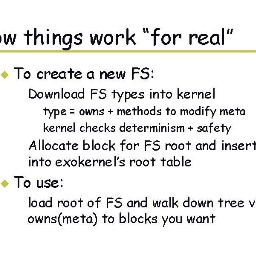 ow things work “for real”
To create a new FS:
Download FS types into kernel
type = owns + methods to modify meta
kernel checks determinism + safety
Allocate block for FS root and insert
into exokernel’s root table
To use:
load root of FS and walk down tree v
owns(meta) to blocks you want